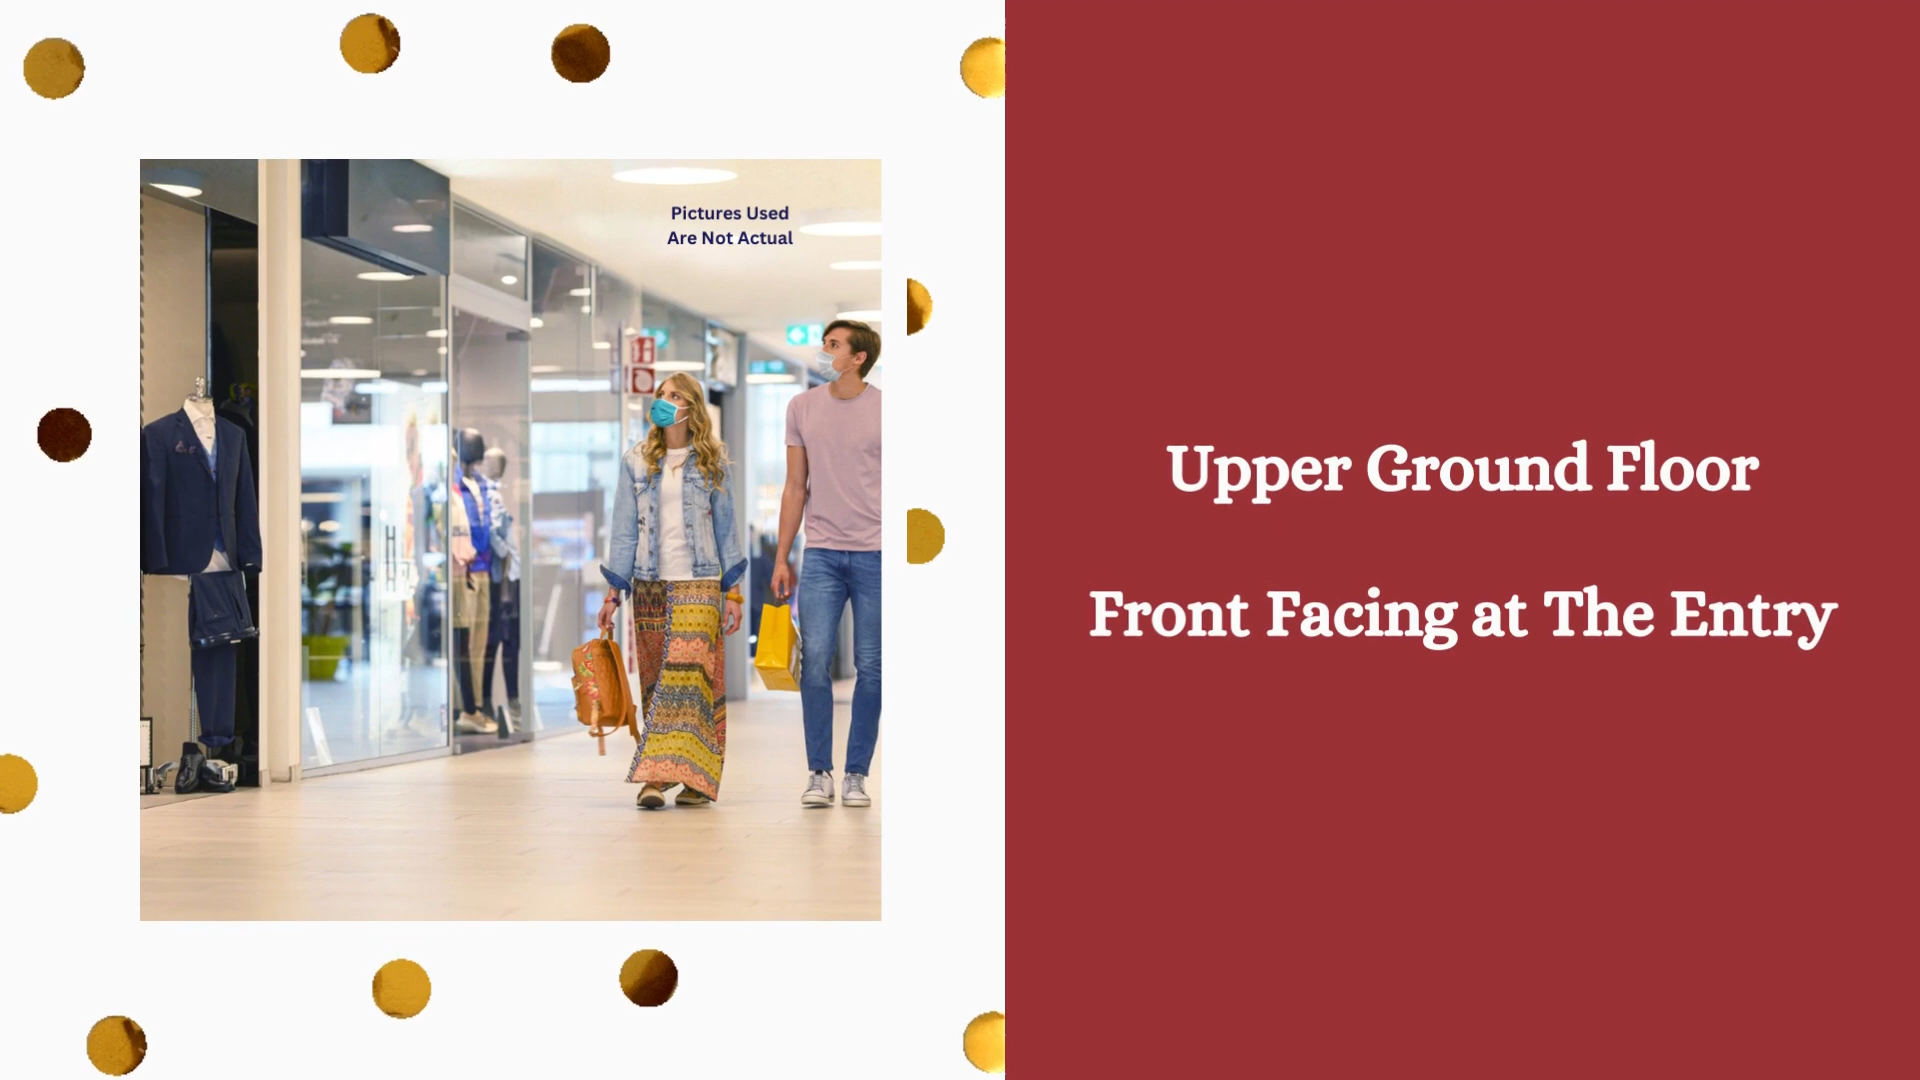 Pictures Used
Are Not Actual
Upper Ground Floor
Front Facing at The Entry